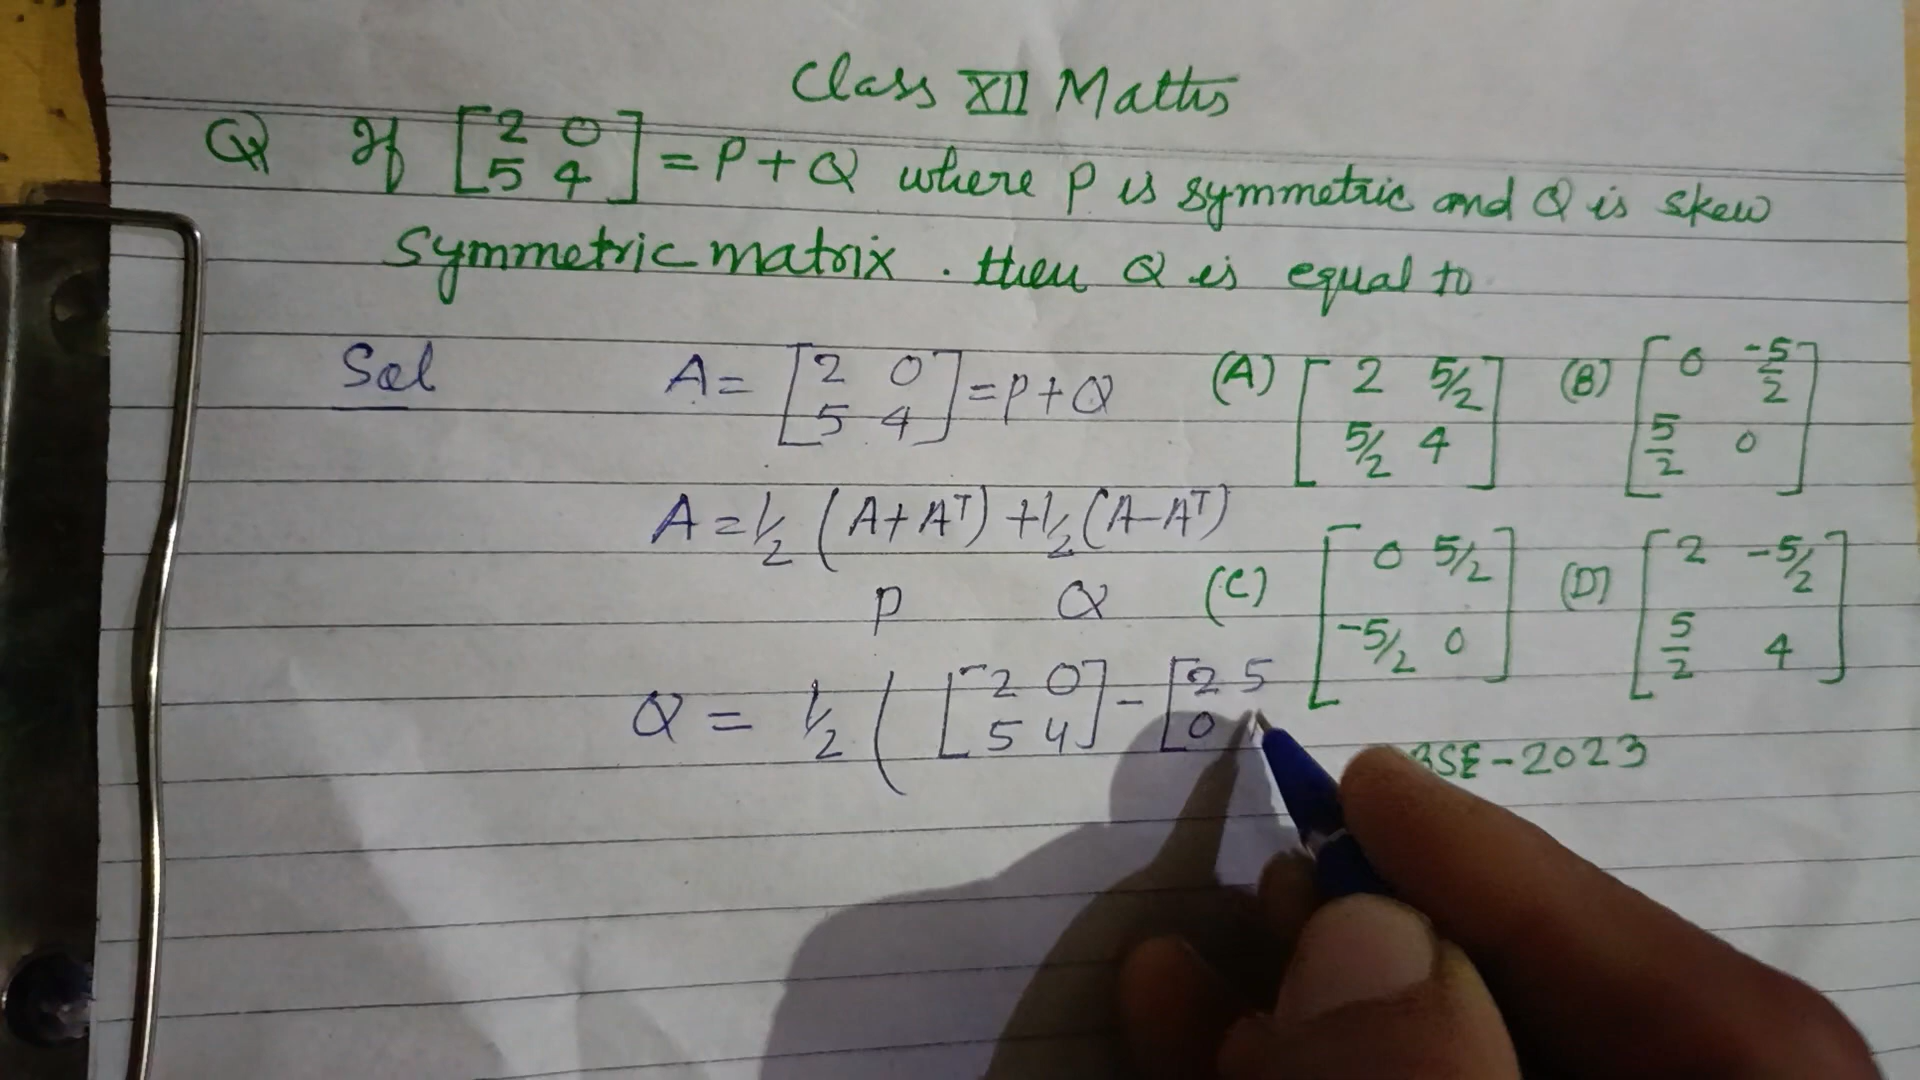 Class XII Maths
Q If [2 0
5 4] = P + Q where P is symmetric and Q is skew
symmetric matrix. then Q is equal to
Sol A = [2 0
5 4] = P + Q
A = 1/2 (A + Aᵀ) + 1/2 (A - Aᵀ)
P Q
Q = 1/2 ( [2 0
5 4] - [2 5
0
(A) [2 5/2
5/2 4]
(B) [0 -5/2
5/2 0]
(C) [0 5/2
-5/2 0]
(D) [2 -5/2
5/2 4]
BSE-2023